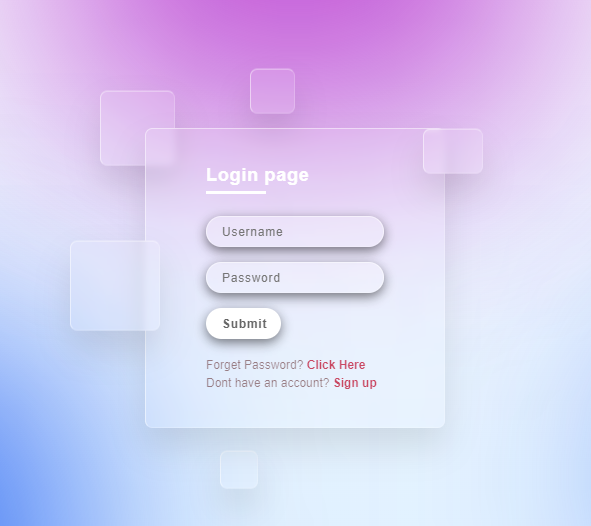 Login page
Username
Password
Submit
Forget Password? Click Here
Dont have an account? Sign up